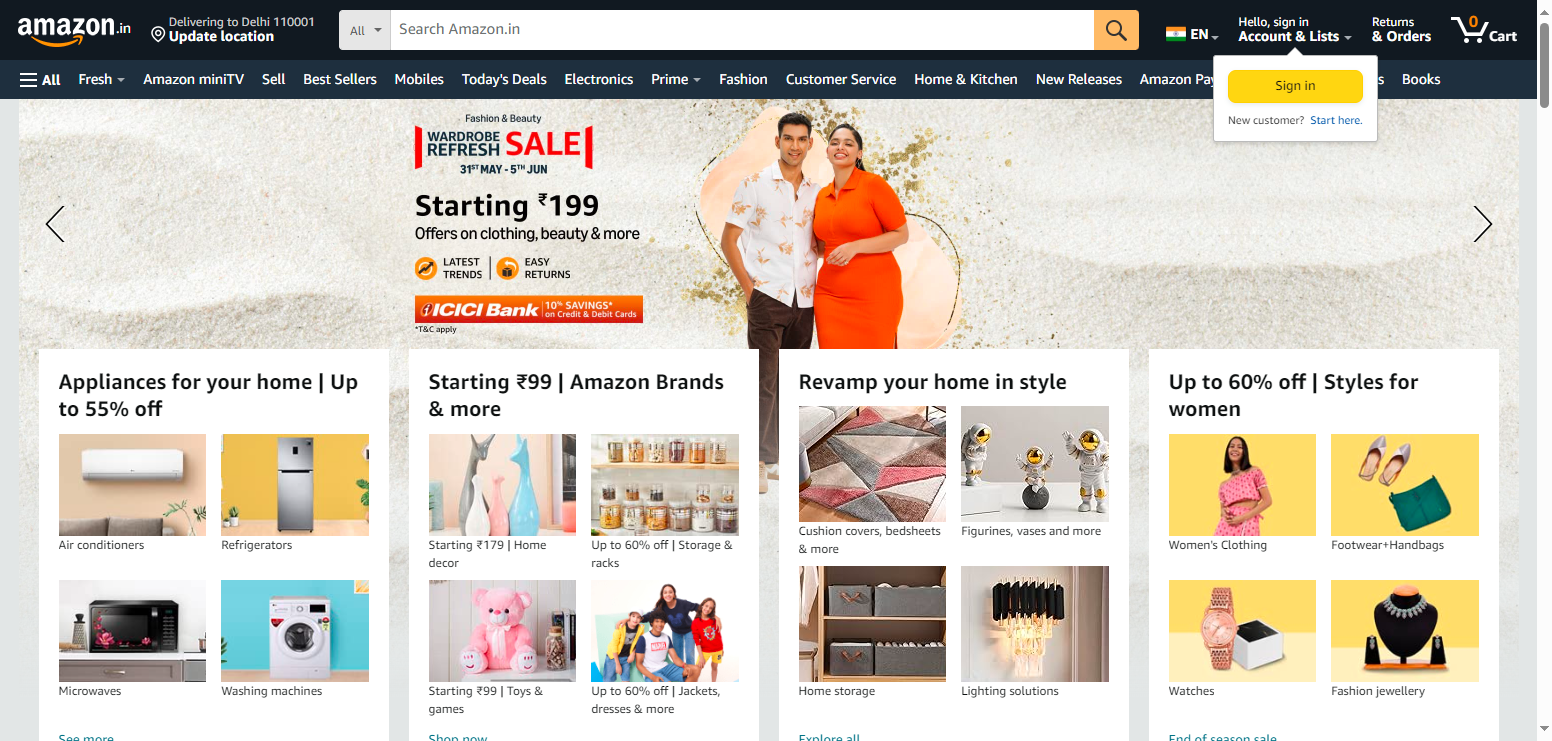 amazon.in
Delivering to Delhi 110001
Update location
All
Search Amazon.in
EN
Hello, sign in
Account & Lists
Returns
& Orders
0
Cart
All
Fresh
Amazon miniTV
Sell
Best Sellers
Mobiles
Today's Deals
Electronics
Prime
Fashion
Customer Service
Home & Kitchen
New Releases
Amazon Pay
Books
Sign in
New customer? Start here.
Fashion & Beauty
WARDROBE
REFRESH SALE
31ST MAY - 5TH JUN
Starting ₹199
Offers on clothing, beauty & more
LATEST
TRENDS
EASY
RETURNS
ICICI Bank
10% SAVINGS*
on Credit & Debit Cards
*T&C apply
Appliances for your home | Up
to 55% off
Air conditioners
Refrigerators
Microwaves
Washing machines
See more
Starting ₹99 | Amazon Brands
& more
Starting ₹179 | Home
decor
Up to 60% off | Storage &
racks
Starting ₹99 | Toys &
games
Up to 60% off | Jackets,
dresses & more
Shop now
Revamp your home in style
Cushion covers, bedsheets
& more
Figurines, vases and more
Home storage
Lighting solutions
Explore all
Up to 60% off | Styles for
women
Women's Clothing
Footwear+Handbags
Watches
Fashion jewellery
End of season sale